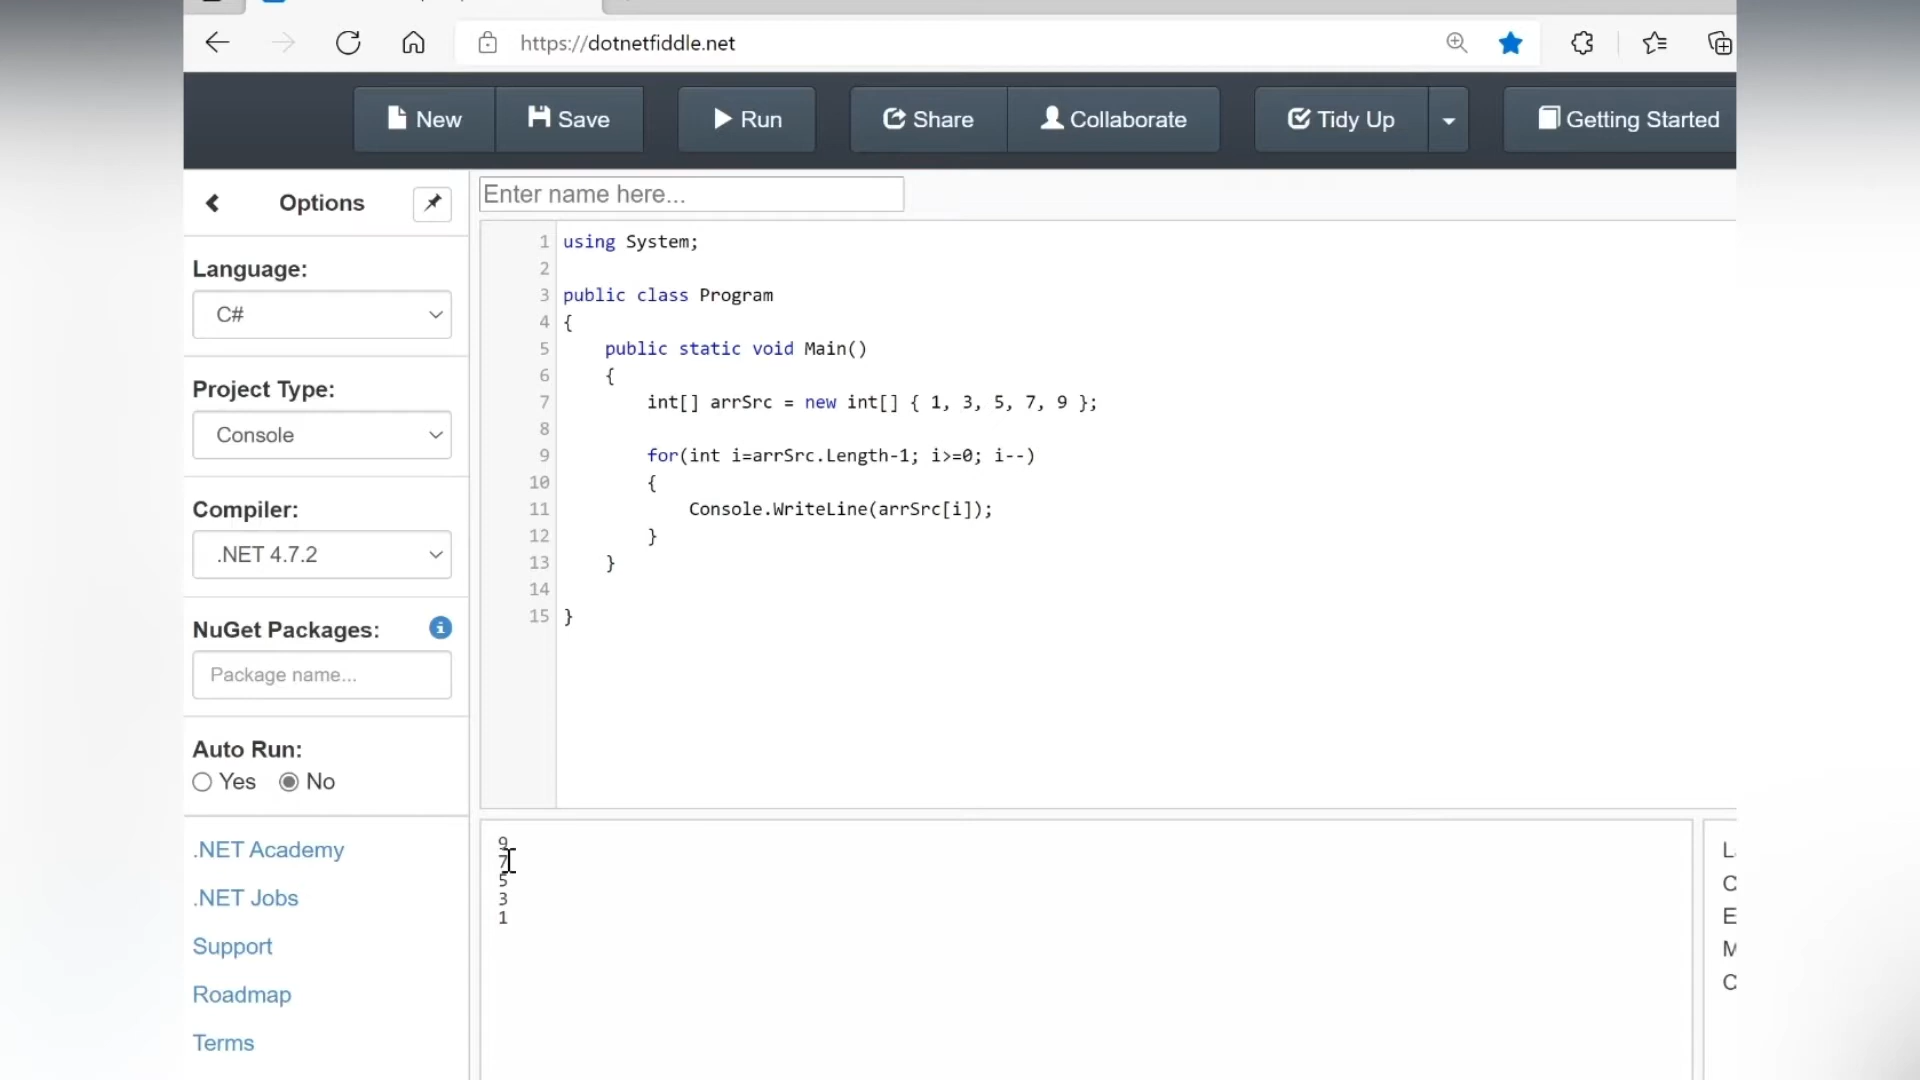 https://dotnetfiddle.net
New Save Run Share Collaborate Tidy Up Getting Started
Options
Enter name here...
Language:
C#
Project Type:
Console
Compiler:
.NET 4.7.2
NuGet Packages:
Package name...
Auto Run:
Yes No
.NET Academy
.NET Jobs
Support
Roadmap
Terms
1 using System;
2
3 public class Program
4 {
5 public static void Main()
6 {
7 int[] arrSrc = new int[] { 1, 3, 5, 7, 9 };
8
9 for(int i=arrSrc.Length-1; i>=0; i--)
10 {
11 Console.WriteLine(arrSrc[i]);
12 }
13 }
14
15 }
9
7
5
3
1
L
C
E
M
C